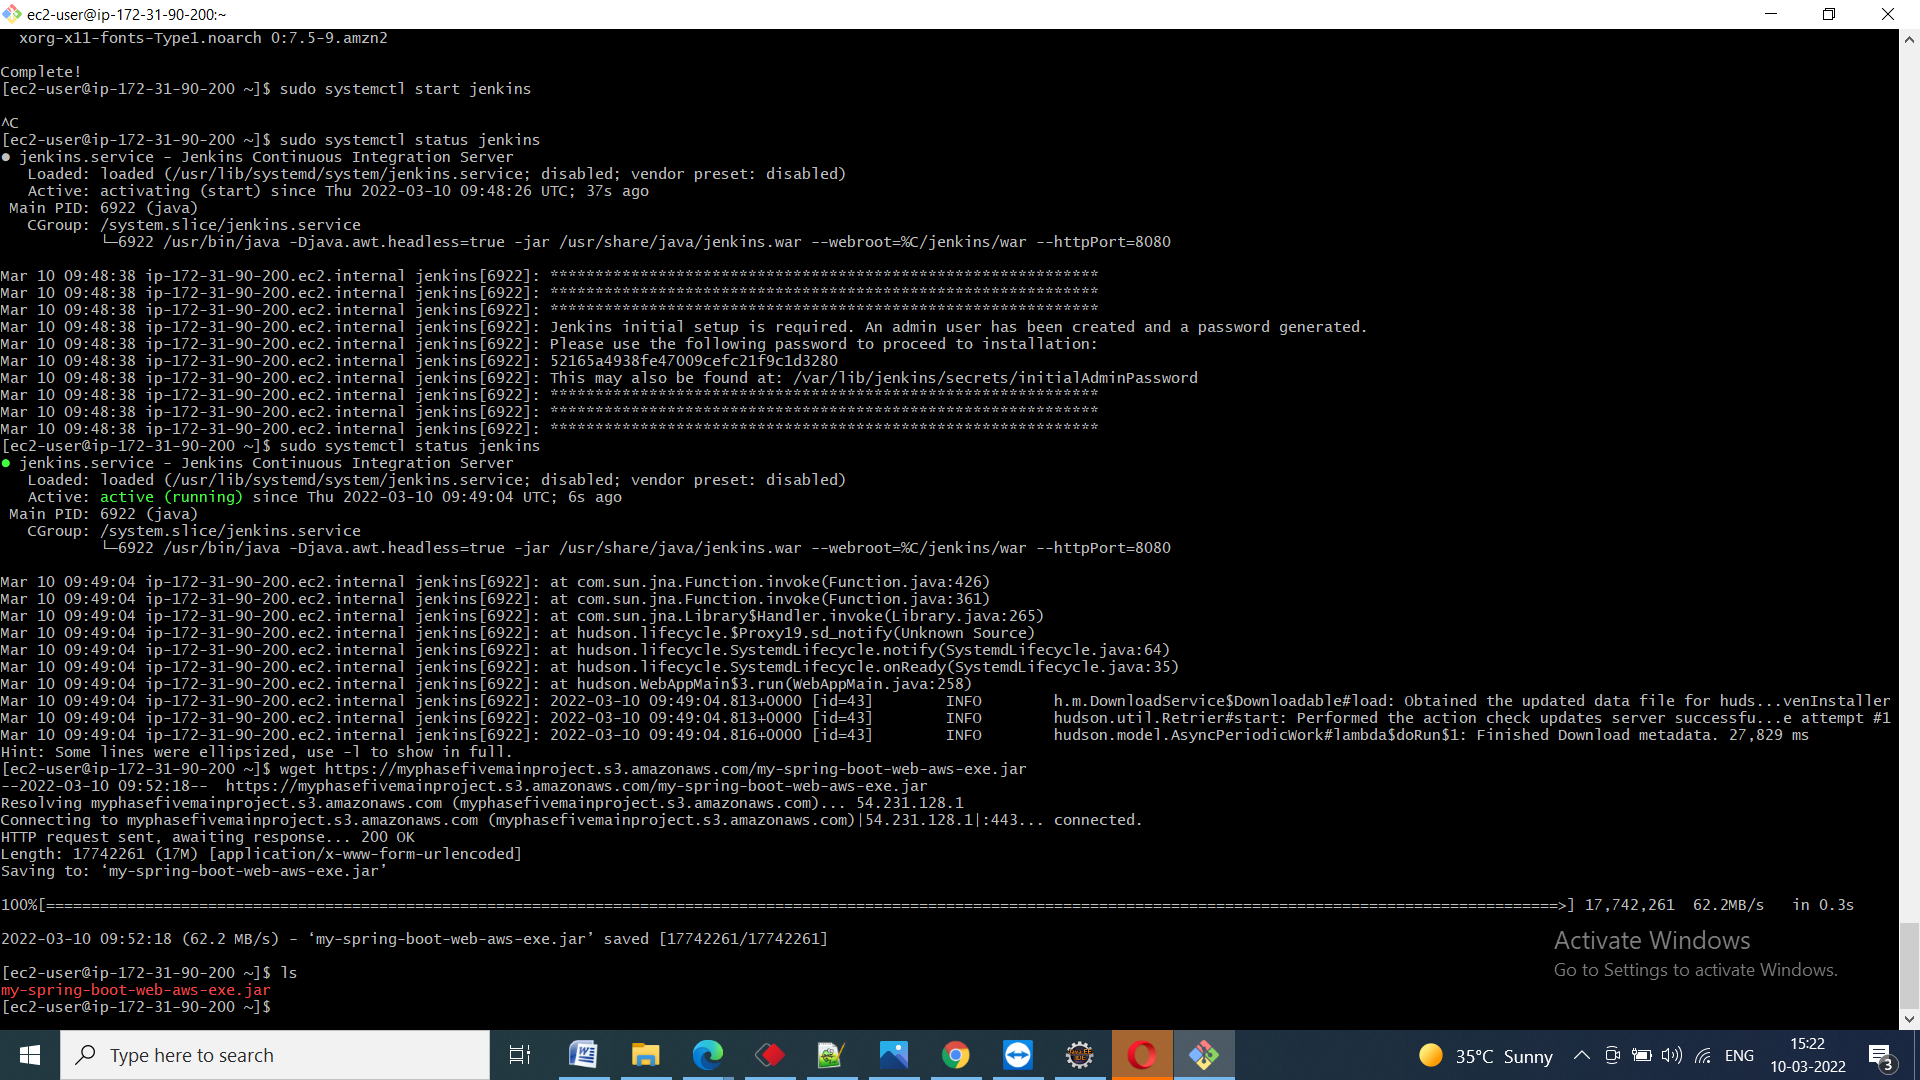 ec2-user@ip-172-31-90-200:~
xorg-x11-fonts-Type1.noarch 0:7.5-9.amzn2
Complete!
[ec2-user@ip-172-31-90-200 ~]$ sudo systemctl start jenkins
^C
[ec2-user@ip-172-31-90-200 ~]$ sudo systemctl status jenkins
● jenkins.service - Jenkins Continuous Integration Server
Loaded: loaded (/usr/lib/systemd/system/jenkins.service; disabled; vendor preset: disabled)
Active: activating (start) since Thu 2022-03-10 09:48:26 UTC; 37s ago
Main PID: 6922 (java)
CGroup: /system.slice/jenkins.service
└─6922 /usr/bin/java -Djava.awt.headless=true -jar /usr/share/java/jenkins.war --webroot=%C/jenkins/war --httpPort=8080
Mar 10 09:48:38 ip-172-31-90-200.ec2.internal jenkins[6922]: *************************************************************
Mar 10 09:48:38 ip-172-31-90-200.ec2.internal jenkins[6922]: *************************************************************
Mar 10 09:48:38 ip-172-31-90-200.ec2.internal jenkins[6922]: *************************************************************
Mar 10 09:48:38 ip-172-31-90-200.ec2.internal jenkins[6922]: Jenkins initial setup is required. An admin user has been created and a password generated.
Mar 10 09:48:38 ip-172-31-90-200.ec2.internal jenkins[6922]: Please use the following password to proceed to installation:
Mar 10 09:48:38 ip-172-31-90-200.ec2.internal jenkins[6922]: 52165a4938fe47009cefc21f9c1d3280
Mar 10 09:48:38 ip-172-31-90-200.ec2.internal jenkins[6922]: This may also be found at: /var/lib/jenkins/secrets/initialAdminPassword
Mar 10 09:48:38 ip-172-31-90-200.ec2.internal jenkins[6922]: *************************************************************
Mar 10 09:48:38 ip-172-31-90-200.ec2.internal jenkins[6922]: *************************************************************
Mar 10 09:48:38 ip-172-31-90-200.ec2.internal jenkins[6922]: *************************************************************
[ec2-user@ip-172-31-90-200 ~]$ sudo systemctl status jenkins
● jenkins.service - Jenkins Continuous Integration Server
Loaded: loaded (/usr/lib/systemd/system/jenkins.service; disabled; vendor preset: disabled)
Active: active (running) since Thu 2022-03-10 09:49:04 UTC; 6s ago
Main PID: 6922 (java)
CGroup: /system.slice/jenkins.service
└─6922 /usr/bin/java -Djava.awt.headless=true -jar /usr/share/java/jenkins.war --webroot=%C/jenkins/war --httpPort=8080
Mar 10 09:49:04 ip-172-31-90-200.ec2.internal jenkins[6922]: at com.sun.jna.Function.invoke(Function.java:426)
Mar 10 09:49:04 ip-172-31-90-200.ec2.internal jenkins[6922]: at com.sun.jna.Function.invoke(Function.java:361)
Mar 10 09:49:04 ip-172-31-90-200.ec2.internal jenkins[6922]: at com.sun.jna.Library$Handler.invoke(Library.java:265)
Mar 10 09:49:04 ip-172-31-90-200.ec2.internal jenkins[6922]: at hudson.lifecycle.$Proxy19.sd_notify(Unknown Source)
Mar 10 09:49:04 ip-172-31-90-200.ec2.internal jenkins[6922]: at hudson.lifecycle.SystemdLifecycle.notify(SystemdLifecycle.java:64)
Mar 10 09:49:04 ip-172-31-90-200.ec2.internal jenkins[6922]: at hudson.lifecycle.SystemdLifecycle.onReady(SystemdLifecycle.java:35)
Mar 10 09:49:04 ip-172-31-90-200.ec2.internal jenkins[6922]: at hudson.WebAppMain$3.run(WebAppMain.java:258)
Mar 10 09:49:04 ip-172-31-90-200.ec2.internal jenkins[6922]: 2022-03-10 09:49:04.813+0000 [id=43] INFO h.m.DownloadService$Downloadable#load: Obtained the updated data file for huds...venInstaller
Mar 10 09:49:04 ip-172-31-90-200.ec2.internal jenkins[6922]: 2022-03-10 09:49:04.813+0000 [id=43] INFO hudson.util.Retrier#start: Performed the action check updates server successfu...e attempt #1
Mar 10 09:49:04 ip-172-31-90-200.ec2.internal jenkins[6922]: 2022-03-10 09:49:04.816+0000 [id=43] INFO hudson.model.AsyncPeriodicWork#lambda$doRun$1: Finished Download metadata. 27,829 ms
Hint: Some lines were ellipsized, use -l to show in full.
[ec2-user@ip-172-31-90-200 ~]$ wget https://myphasefivemainproject.s3.amazonaws.com/my-spring-boot-web-aws-exe.jar
--2022-03-10 09:52:18-- https://myphasefivemainproject.s3.amazonaws.com/my-spring-boot-web-aws-exe.jar
Resolving myphasefivemainproject.s3.amazonaws.com (myphasefivemainproject.s3.amazonaws.com)... 54.231.128.1
Connecting to myphasefivemainproject.s3.amazonaws.com (myphasefivemainproject.s3.amazonaws.com)|54.231.128.1|:443... connected.
HTTP request sent, awaiting response... 200 OK
Length: 17742261 (17M) [application/x-www-form-urlencoded]
Saving to: ‘my-spring-boot-web-aws-exe.jar’
100%[=======================================================================>] 17,742,261 62.2MB/s in 0.3s
2022-03-10 09:52:18 (62.2 MB/s) - ‘my-spring-boot-web-aws-exe.jar’ saved [17742261/17742261]
[ec2-user@ip-172-31-90-200 ~]$ ls
my-spring-boot-web-aws-exe.jar
[ec2-user@ip-172-31-90-200 ~]$
Activate Windows
Go to Settings to activate Windows.
Type here to search
35°C Sunny
ENG
15:22
10-03-2022
3